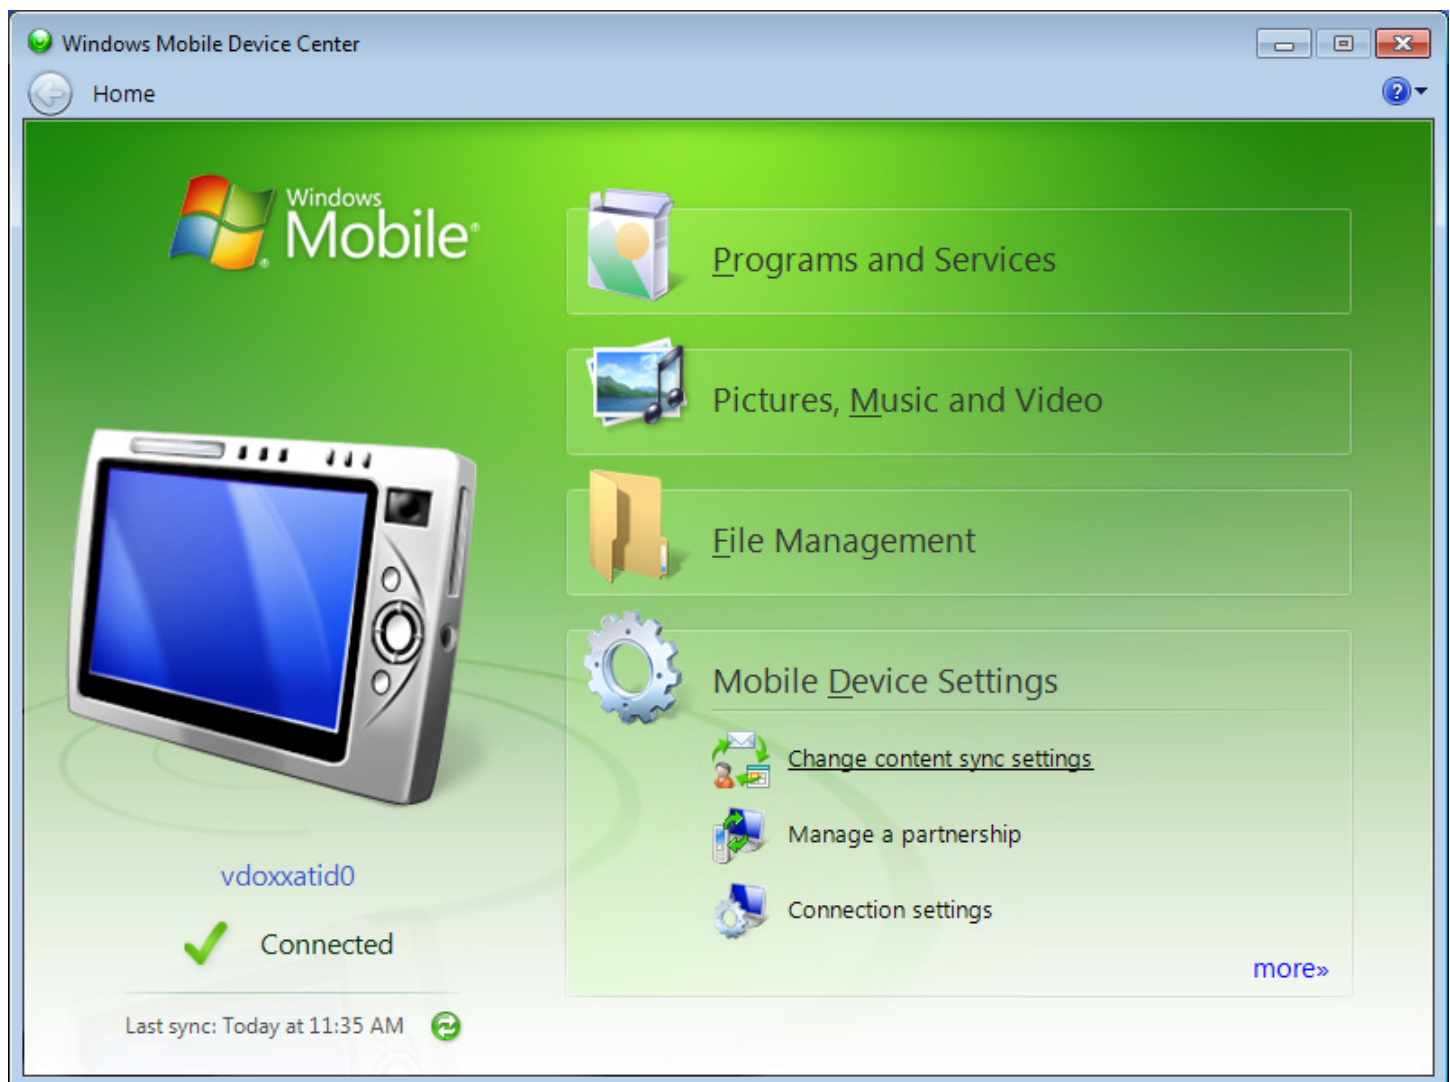 Windows Mobile Device Center
Home
Windows
Mobile®
Programs and Services
Pictures, Music and Video
File Management
Mobile Device Settings
Change content sync settings
Manage a partnership
Connection settings
more»
vdoxxatid0
Connected
Last sync: Today at 11:35 AM